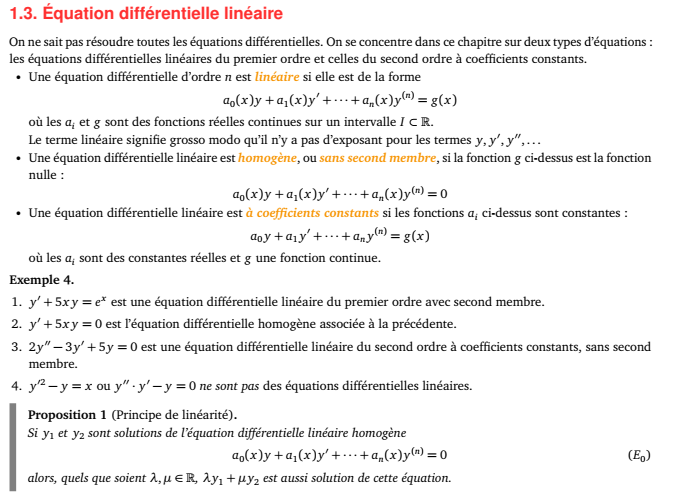 1.3. Équation différentielle linéaire
On ne sait pas résoudre toutes les équations différentielles. On se concentre dans ce chapitre sur deux types d'équations :
les équations différentielles linéaires du premier ordre et celles du second ordre à coefficients constants.
• Une équation différentielle d'ordre n est linéaire si elle est de la forme
a₀(x)y + a₁(x)y′ + ⋯ + aₙ(x)y⁽ⁿ⁾ = g(x)
où les aᵢ et g sont des fonctions réelles continues sur un intervalle I ⊂ ℝ.
Le terme linéaire signifie grosso modo qu'il n'y a pas d'exposant pour les termes y, y′, y″, …
• Une équation différentielle linéaire est homogène, ou sans second membre, si la fonction g ci-dessus est la fonction
nulle :
a₀(x)y + a₁(x)y′ + ⋯ + aₙ(x)y⁽ⁿ⁾ = 0
• Une équation différentielle linéaire est à coefficients constants si les fonctions aᵢ ci-dessus sont constantes :
a₀y + a₁y′ + ⋯ + aₙy⁽ⁿ⁾ = g(x)
où les aᵢ sont des constantes réelles et g une fonction continue.
Exemple 4.
1. y′ + 5xy = eˣ est une équation différentielle linéaire du premier ordre avec second membre.
2. y′ + 5xy = 0 est l'équation différentielle homogène associée à la précédente.
3. 2y″ − 3y′ + 5y = 0 est une équation différentielle linéaire du second ordre à coefficients constants, sans second
membre.
4. y′² − y = x ou y″ · y′ − y = 0 ne sont pas des équations différentielles linéaires.
Proposition 1 (Principe de linéarité).
Si y₁ et y₂ sont solutions de l'équation différentielle linéaire homogène
a₀(x)y + a₁(x)y′ + ⋯ + aₙ(x)y⁽ⁿ⁾ = 0 (E₀)
alors, quels que soient λ, μ ∈ ℝ, λy₁ + μy₂ est aussi solution de cette équation.